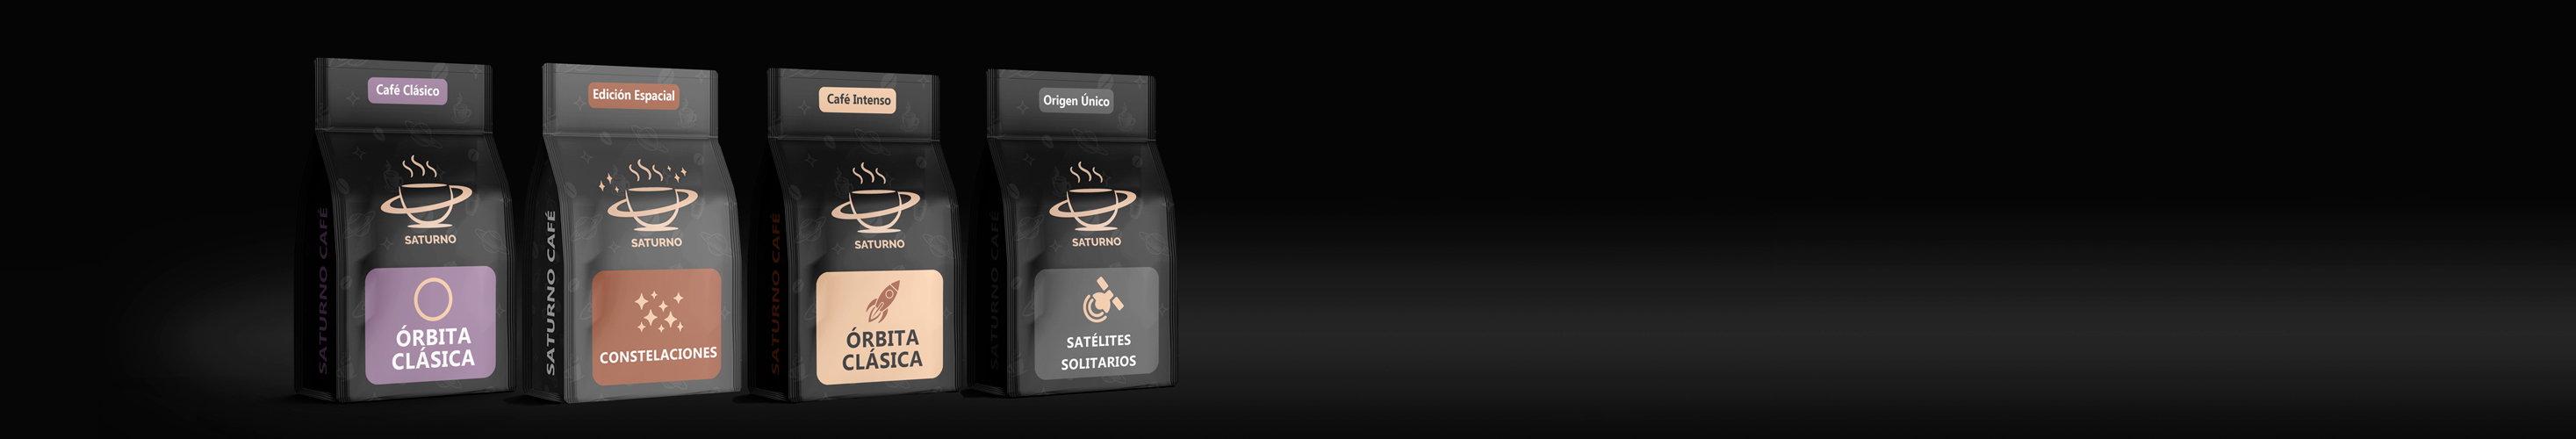 Café Clásico
SATURNO
ÓRBITA
CLÁSICA
SATURNO CAFÉ
Edición Espacial
SATURNO
CONSTELACIONES
SATURNO CAFÉ
Café Intenso
SATURNO
ÓRBITA
CLÁSICA
SATURNO CAFÉ
Origen Único
SATURNO
SATÉLITES
SOLITARIOS
SATURNO CAFÉ